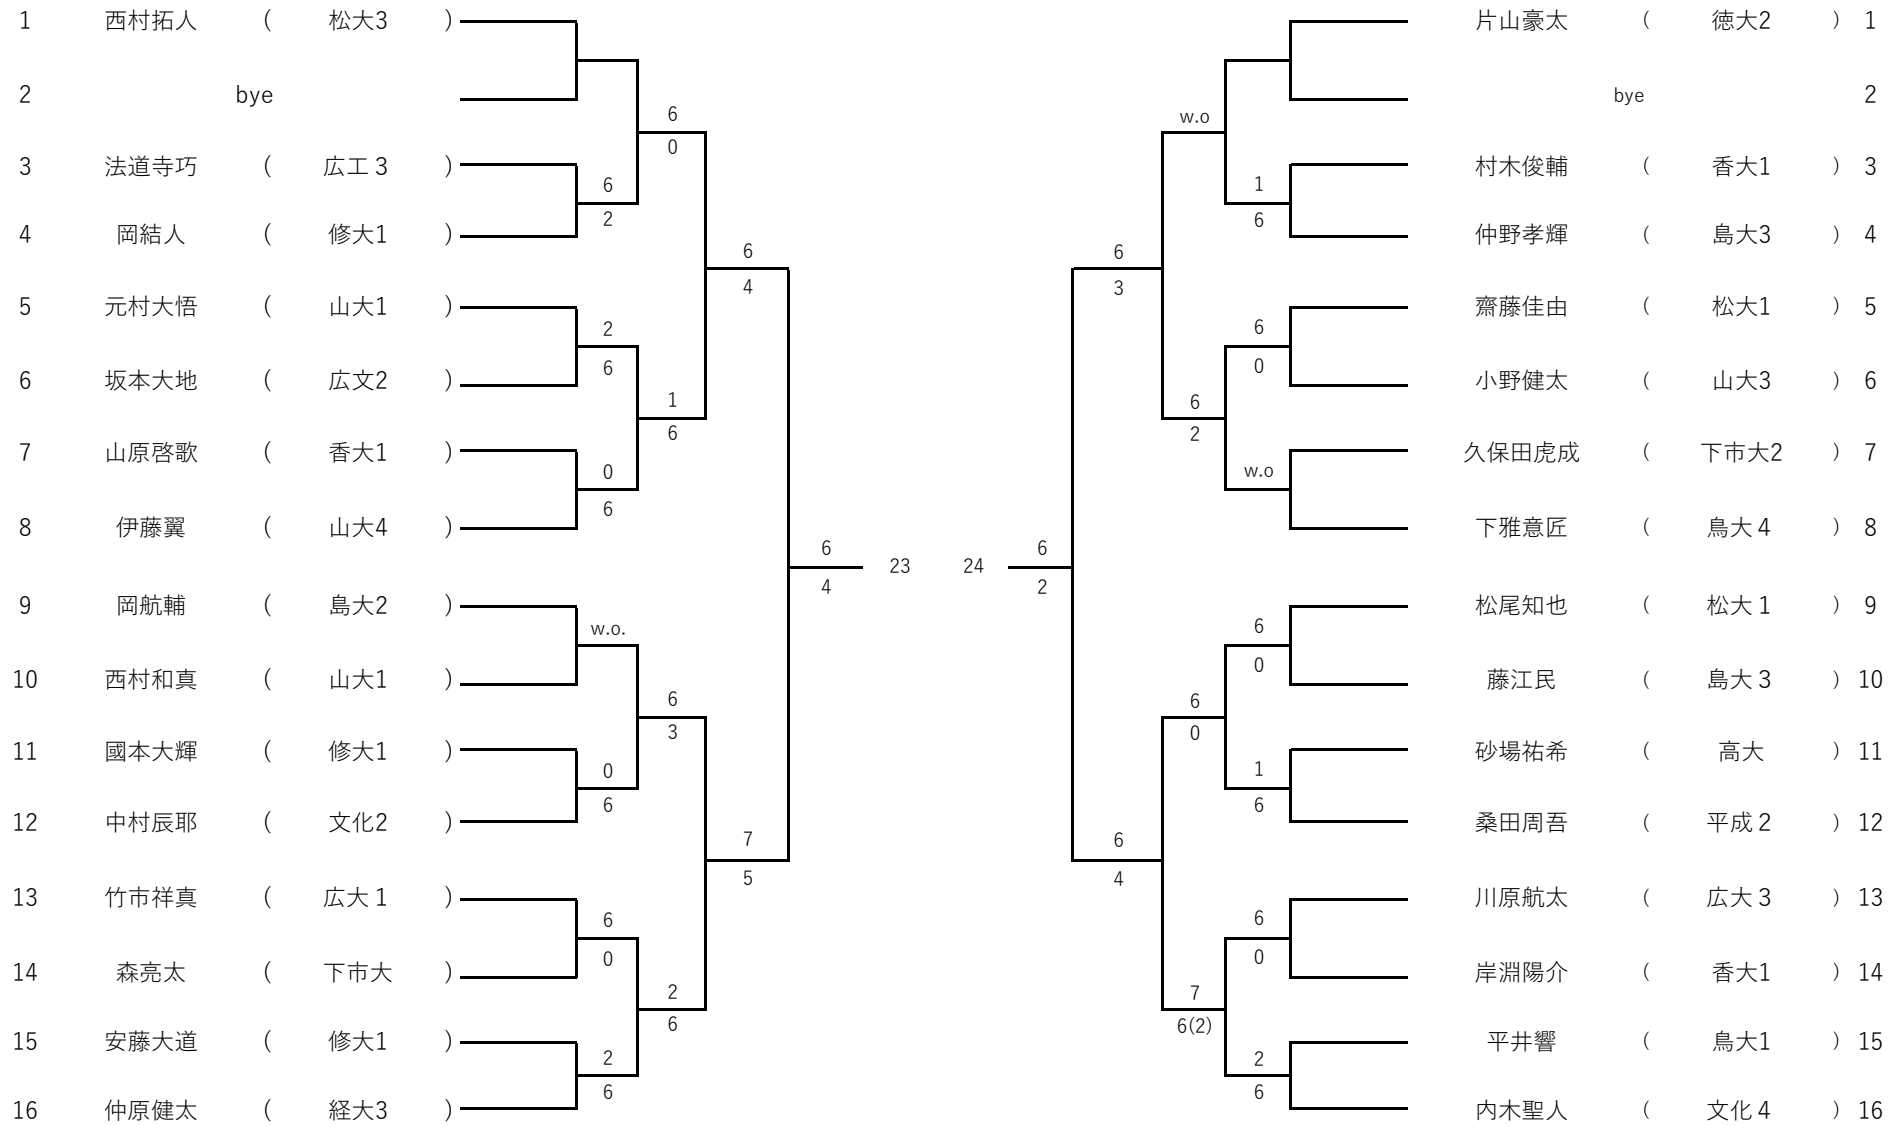 1 西村拓人 ( 松大3 ) 片山豪太 ( 徳大2 ) 1
2 bye bye 2
6 w.o
0
3 法道寺巧 ( 広工３ ) 村木俊輔 ( 香大1 ) 3
6 1
2 6
4 岡結人 ( 修大1 ) 仲野孝輝 ( 島大3 ) 4
6 6
4 3
5 元村大悟 ( 山大1 ) 齋藤佳由 ( 松大1 ) 5
2 6
6 0
6 坂本大地 ( 広文2 ) 小野健太 ( 山大3 ) 6
1 6
6 2
7 山原啓歌 ( 香大1 ) 久保田虎成 ( 下市大2 ) 7
0 w.o
6
8 伊藤翼 ( 山大4 ) 下雅意匠 ( 鳥大４ ) 8
6 6
23 24
4 2
9 岡航輔 ( 島大2 ) 松尾知也 ( 松大１ ) 9
w.o. 6
0
10 西村和真 ( 山大1 ) 藤江民 ( 島大３ ) 10
6 6
3 0
11 國本大輝 ( 修大1 ) 砂場祐希 ( 高大 ) 11
0 1
6 6
12 中村辰耶 ( 文化2 ) 桑田周吾 ( 平成２ ) 12
7 6
5 4
13 竹市祥真 ( 広大１ ) 川原航太 ( 広大３ ) 13
6 6
0 0
14 森亮太 ( 下市大 ) 岸淵陽介 ( 香大1 ) 14
2 7
6 6(2)
15 安藤大道 ( 修大1 ) 平井響 ( 鳥大1 ) 15
2 2
6 6
16 仲原健太 ( 経大3 ) 内木聖人 ( 文化４ ) 16